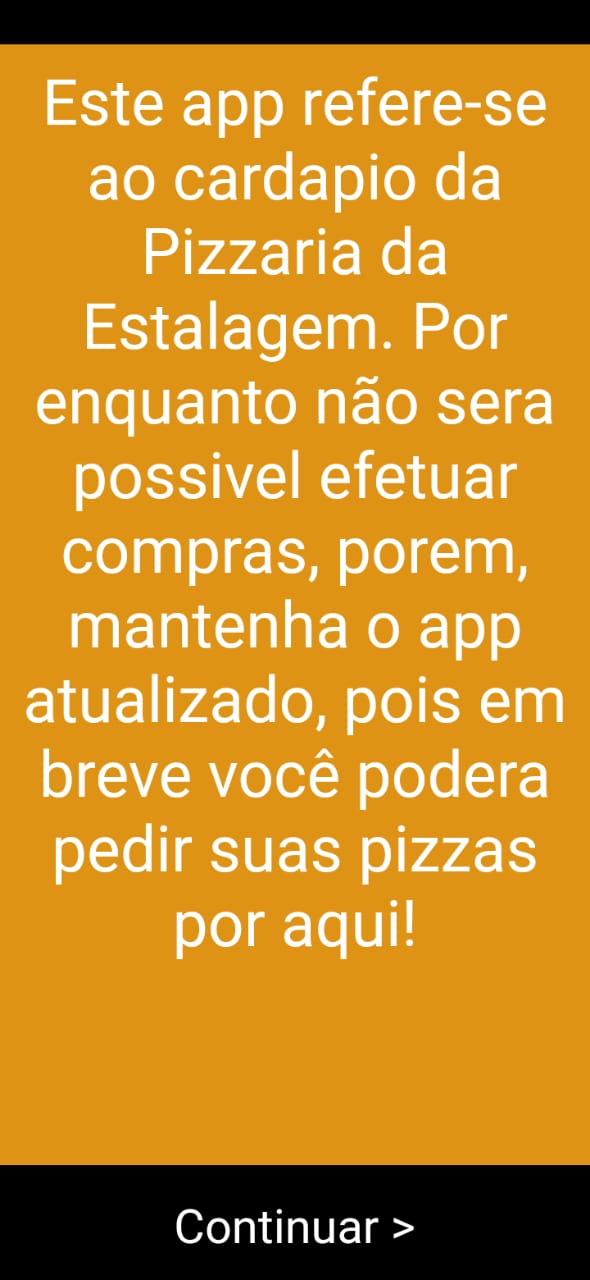 Este app refere-se
ao cardapio da
Pizzaria da
Estalagem. Por
enquanto não sera
possivel efetuar
compras, porem,
mantenha o app
atualizado, pois em
breve você podera
pedir suas pizzas
por aqui!
Continuar >